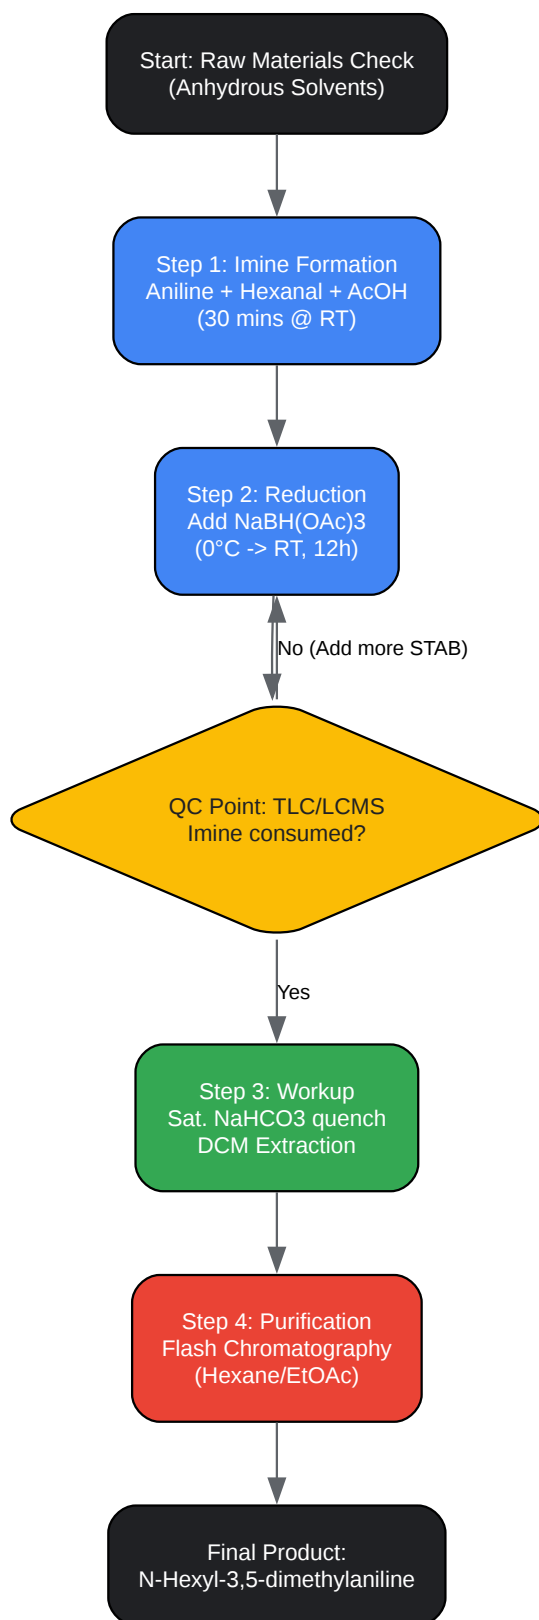 Start: Raw Materials Check
(Anhydrous Solvents)
Step 1: Imine Formation
Aniline + Hexanal + AcOH
(30 mins @ RT)
Step 2: Reduction
Add NaBH(OAc)3
(0°C -> RT, 12h)
No (Add more STAB)
QC Point: TLC/LCMS
Imine consumed?
Yes
Step 3: Workup
Sat. NaHCO3 quench
DCM Extraction
Step 4: Purification
Flash Chromatography
(Hexane/EtOAc)
Final Product:
N-Hexyl-3,5-dimethylaniline